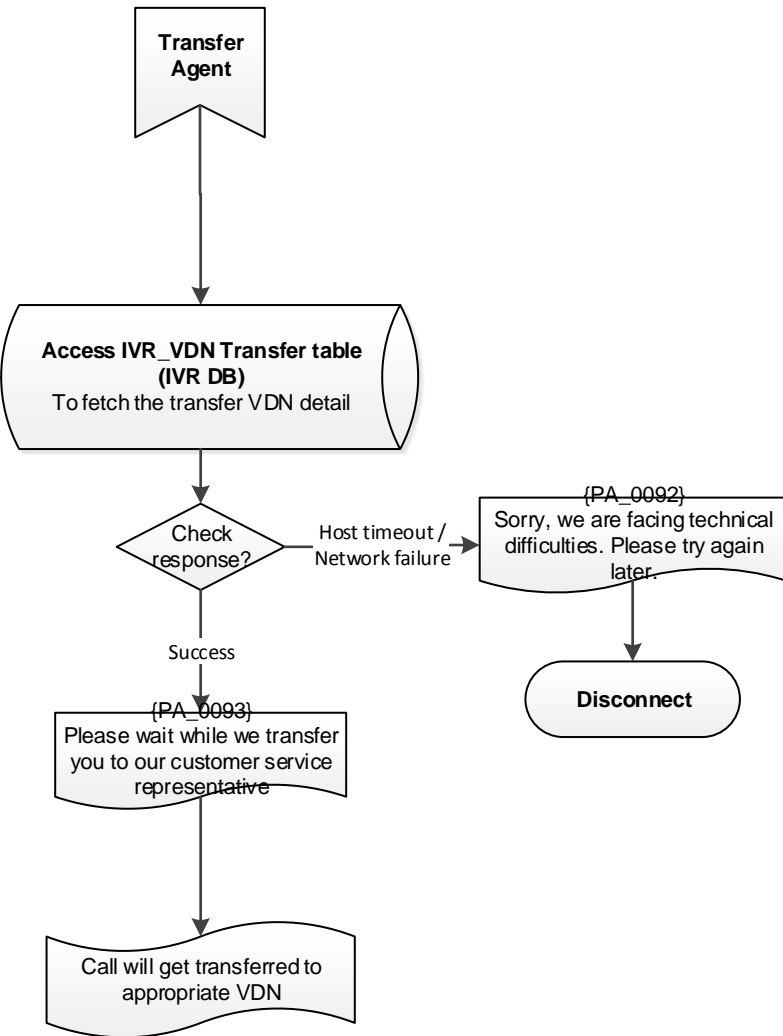 Transfer
Agent
Access IVR_VDN Transfer table
(IVR DB)
To fetch the transfer VDN detail
Check
response?
Host timeout /
Network failure
{PA_0092}
Sorry, we are facing technical
difficulties. Please try again
later.
Disconnect
Success
{PA_0093}
Please wait while we transfer
you to our customer service
representative
Call will get transferred to
appropriate VDN